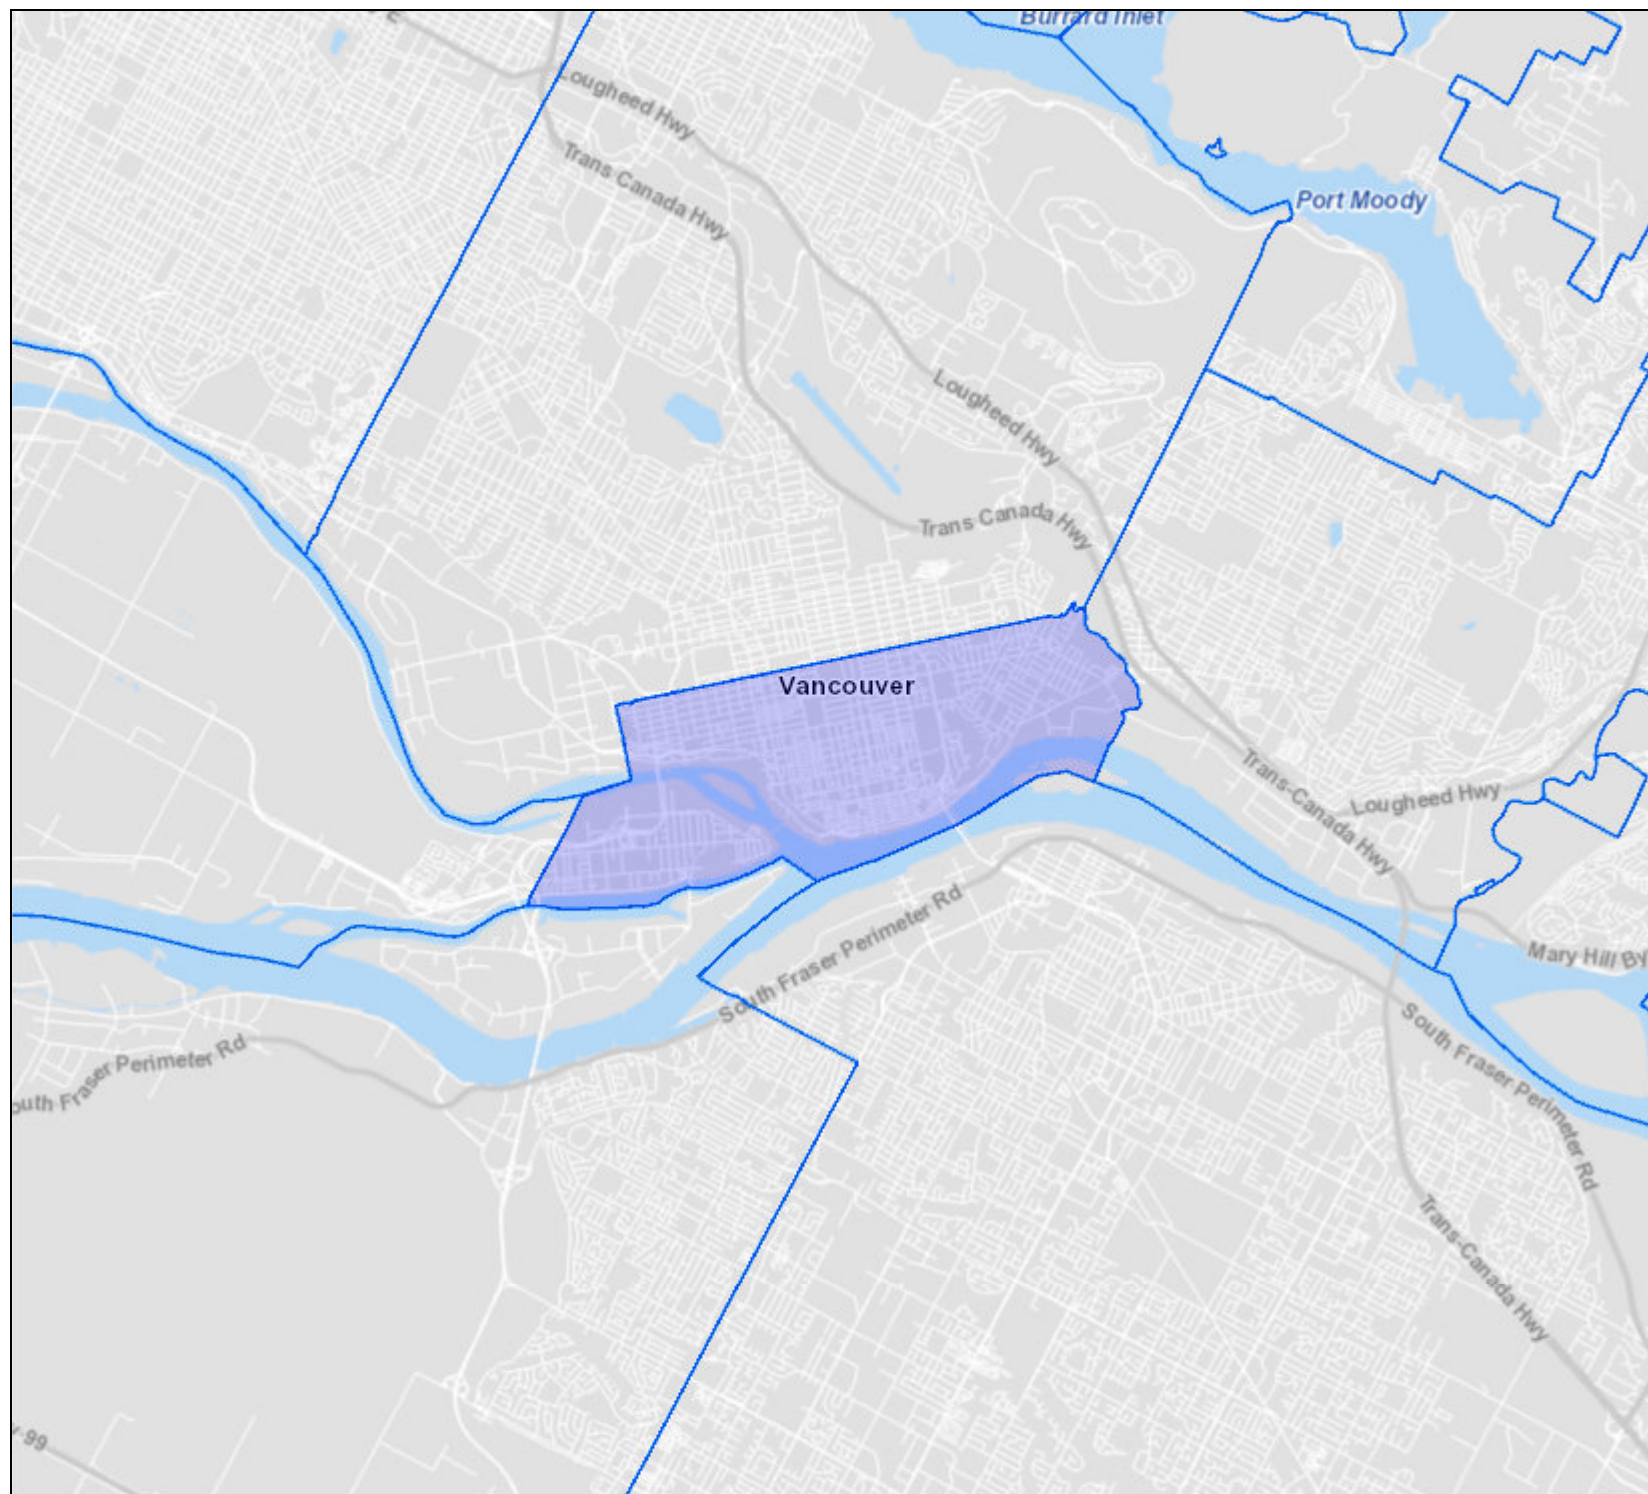 Burrard Inlet
Lougheed Hwy
Trans Canada Hwy
Port Moody
Lougheed Hwy
Trans Canada Hwy
Vancouver
Trans-Canada Hwy
Lougheed Hwy
South Fraser Perimeter Rd
Mary Hill By
South Fraser Perimeter Rd
outh Fraser Perimeter Rd
Trans-Canada Hwy
99